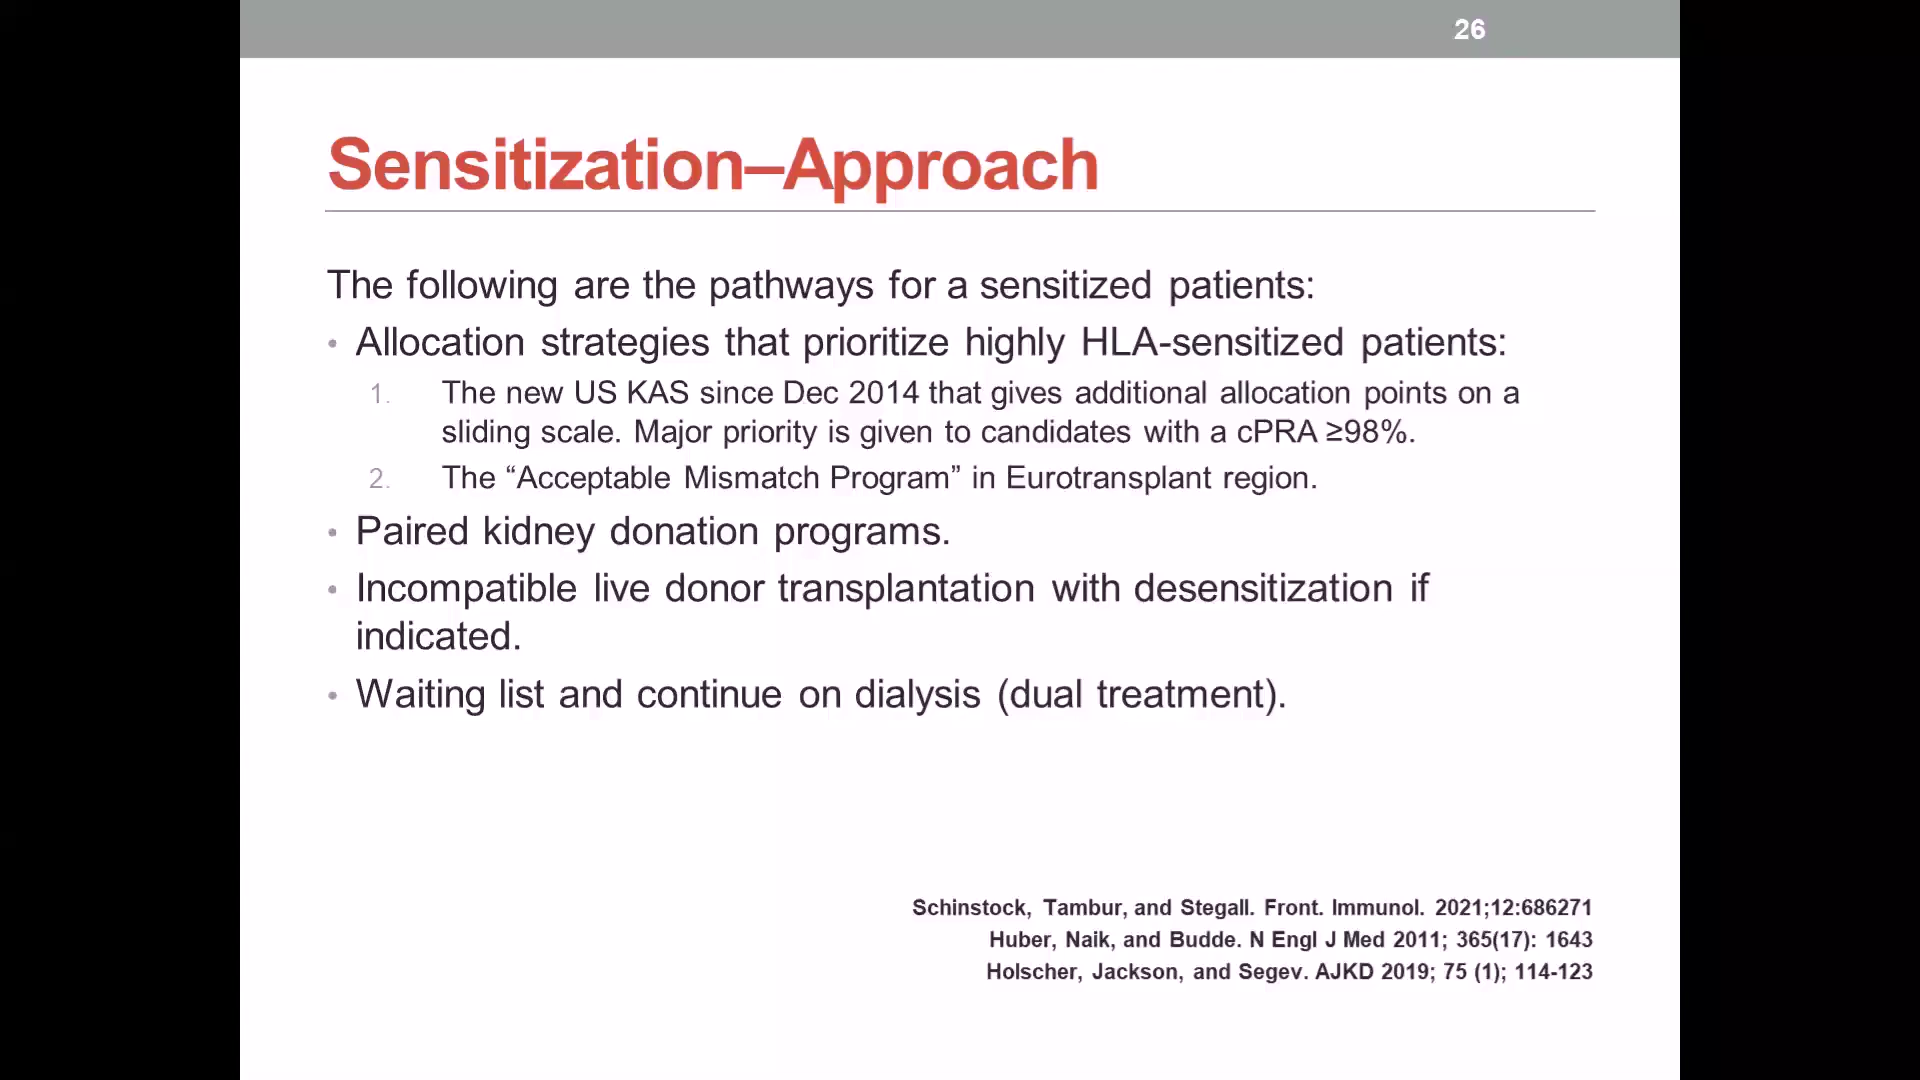 26
Sensitization–Approach
The following are the pathways for a sensitized patients:
• Allocation strategies that prioritize highly HLA-sensitized patients:
1. The new US KAS since Dec 2014 that gives additional allocation points on a
sliding scale. Major priority is given to candidates with a cPRA ≥98%.
2. The “Acceptable Mismatch Program” in Eurotransplant region.
• Paired kidney donation programs.
• Incompatible live donor transplantation with desensitization if
indicated.
• Waiting list and continue on dialysis (dual treatment).
Schinstock, Tambur, and Stegall. Front. Immunol. 2021;12:686271
Huber, Naik, and Budde. N Engl J Med 2011; 365(17): 1643
Holscher, Jackson, and Segev. AJKD 2019; 75 (1); 114-123